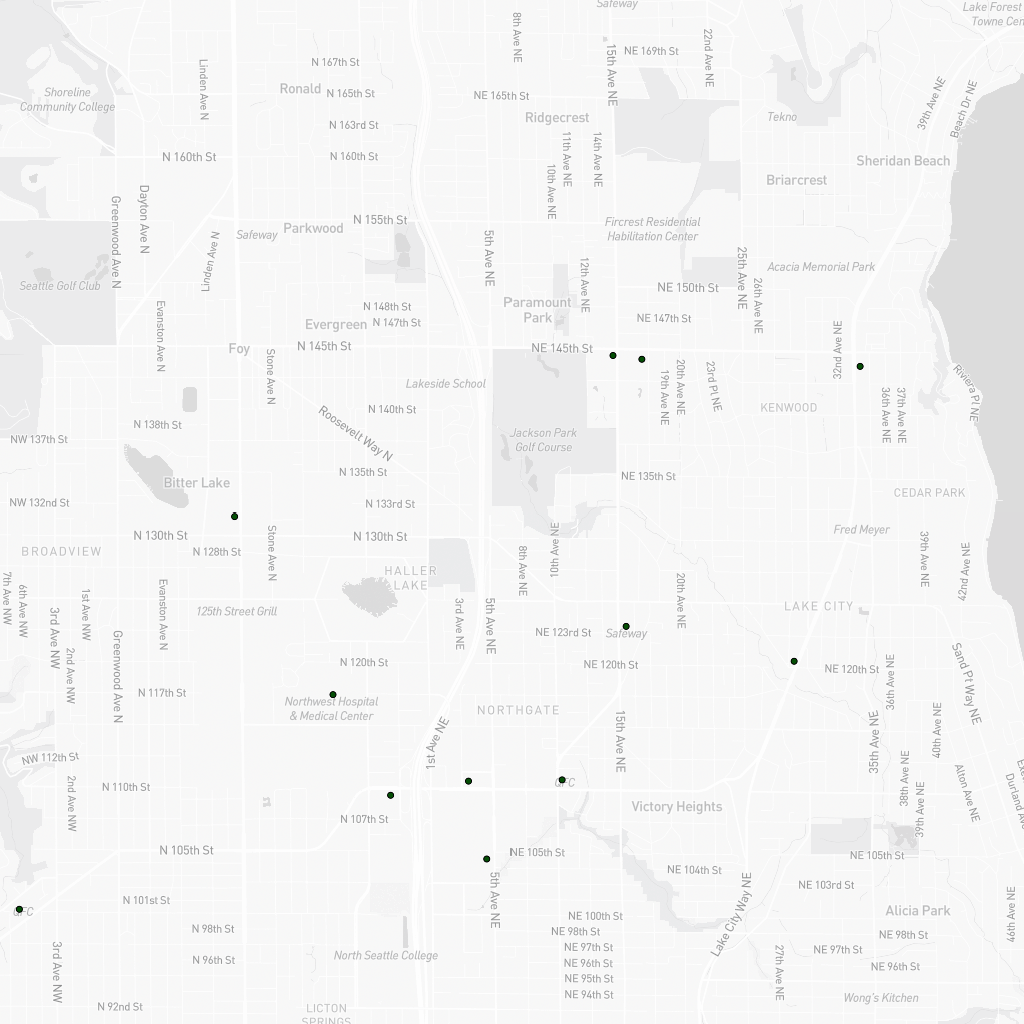 Safeway
Lake Forest
Towne Cen
8th Ave NE
22nd Ave NE
15th Ave NE
NE 169th St
N 167th St
Linden Ave N
Ronald
N 165th St
NE 165th St
Shoreline
Community College
39th Ave NE
Beach Dr NE
Ridgecrest
Tekno
N 163rd St
N 160th St
N 160th St
11th Ave NE
14th Ave NE
10th Ave NE
Sheridan Beach
Briarcrest
Greenwood Ave N
Dayton Ave N
N 155th St
Parkwood
Safeway
Linden Ave N
5th Ave NE
Fircrest Residential
Habilitation Center
25th Ave NE
26th Ave NE
Acacia Memorial Park
Seattle Golf Club
12th Ave NE
NE 150th St
Paramount
Park
N 148th St
N 147th St
NE 147th St
Evergreen
Evanston Ave N
Foy
N 145th St
NE 145th St
32nd Ave NE
Stone Ave N
Lakeside School
19th Ave NE
20th Ave NE
23rd Pl NE
Riviera Pl NE
36th Ave NE
37th Ave NE
KENWOOD
N 140th St
Roosevelt Way N
N 138th St
NW 137th St
Jackson Park
Golf Course
N 135th St
NE 135th St
Bitter Lake
CEDAR PARK
NW 132nd St
N 133rd St
Fred Meyer
N 130th St
N 130th St
BROADVIEW
N 128th St
Stone Ave N
10th Ave NE
8th Ave NE
36th Ave NE
42nd Ave NE
HALLER
LAKE
7th Ave NW
6th Ave NW
3rd Ave NW
1st Ave NW
Evanston Ave N
125th Street Grill
3rd Ave NE
5th Ave NE
20th Ave NE
LAKE CITY
NE 123rd St
Safeway
Greenwood Ave N
2nd Ave NW
N 120th St
NE 120th St
NE 120th St
36th Ave NE
Sand Pt Way NE
N 117th St
Northwest Hospital
& Medical Center
NORTHGATE
15th Ave NE
35th Ave NE
40th Ave NE
1st Ave NE
NW 112th St
2nd Ave NW
N 110th St
QFC
38th Ave NE
39th Ave NE
Alton Ave NE
Durland Av
Victory Heights
N 107th St
N 105th St
NE 105th St
NE 105th St
NE 104th St
NE 103rd St
5th Ave NE
Lake City Way NE
N 101st St
QFC
Alicia Park
46th Ave NE
NE 100th St
N 98th St
NE 98th St
NE 98th St
NE 97th St
NE 97th St
3rd Ave NW
North Seattle College
N 96th St
NE 96th St
NE 96th St
27th Ave NE
NE 95th St
NE 94th St
Wong's Kitchen
N 92nd St
LICTON
SPRINGS